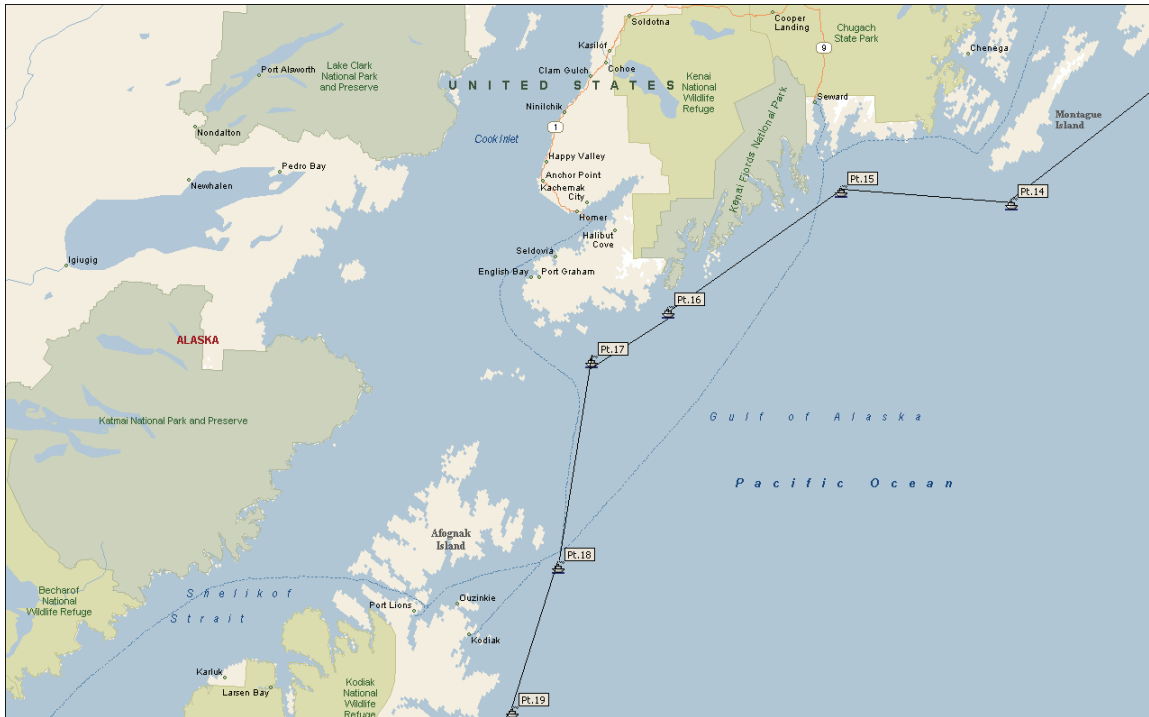 Soldotna
Cooper
Landing
Chugach
State Park
Chenega
Kasilof
9
Lake Clark
National Park
and Preserve
Port Alsworth
Clam Gulch
Cohoe
Kenai
National
Wildlife
Refuge
UNITED STATES
Seward
Ninilchik
Montague
Island
Nondalton
1
Cook Inlet
Kenai Fjords National Park
Happy Valley
Pedro Bay
Anchor Point
Newhalen
Kachemak
City
Pt.15
Pt.14
Homer
Halibut
Cove
Seldovia
Igiugig
English Bay
Port Graham
Pt.16
ALASKA
Pt.17
Katmai National Park and Preserve
Gulf of Alaska
Pacific Ocean
Afognak
Island
Pt.18
Becharof
National
Wildlife Refuge
Shelikof
Strait
Port Lions
Ouzinkie
Kodiak
Karluk
Larsen Bay
Kodiak
National
Wildlife
Refuge
Pt.19